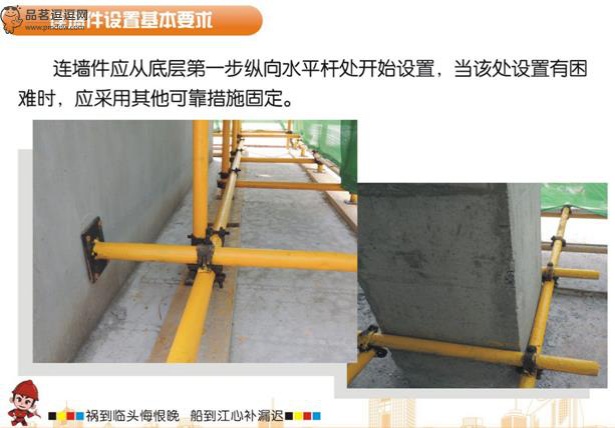 品茗逗逗网
www.pmddw.com
连墙件设置基本要求
连墙件应从底层第一步纵向水平杆处开始设置，当该处设置有困
难时，应采用其他可靠措施固定。
祸到临头悔恨晚 船到江心补漏迟